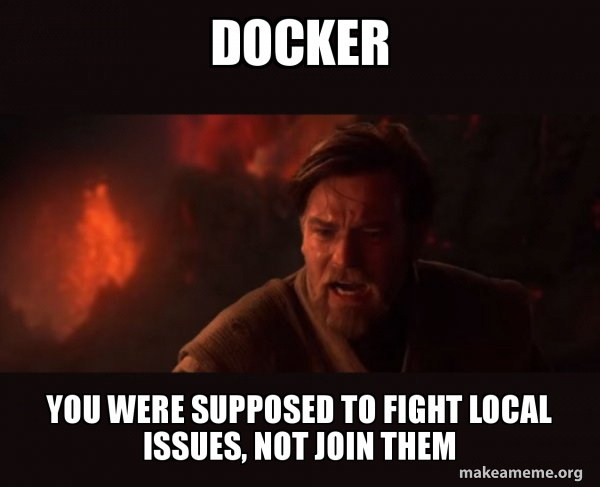 DOCKER
YOU WERE SUPPOSED TO FIGHT LOCAL
ISSUES, NOT JOIN THEM
makeameme.org